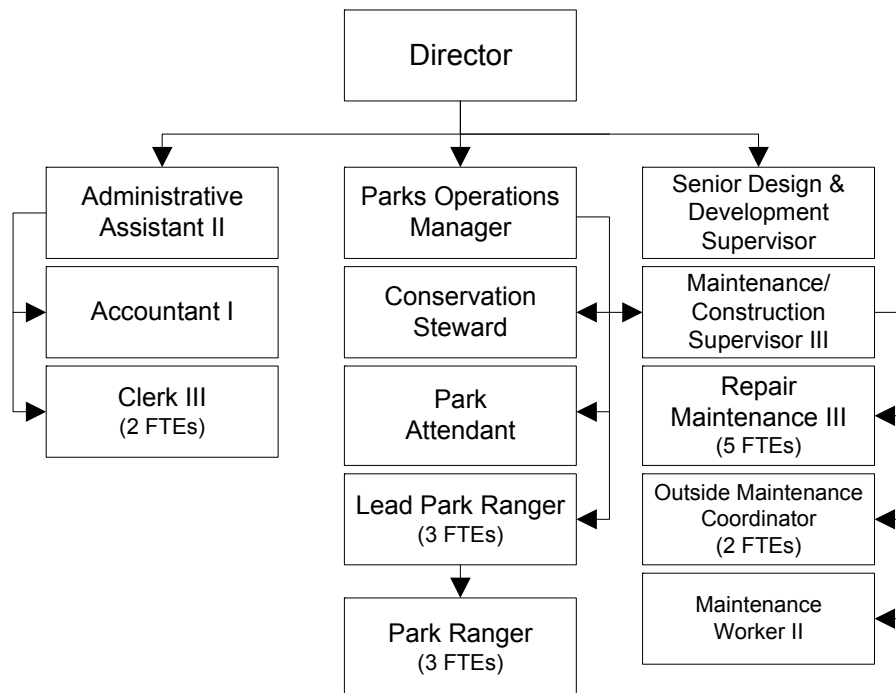 Director
Administrative
Assistant II
Parks Operations
Manager
Senior Design &
Development
Supervisor
Accountant I
Conservation
Steward
Maintenance/
Construction
Supervisor III
Clerk III
(2 FTEs)
Park
Attendant
Repair
Maintenance III
(5 FTEs)
Lead Park Ranger
(3 FTEs)
Outside Maintenance
Coordinator
(2 FTEs)
Park Ranger
(3 FTEs)
Maintenance
Worker II